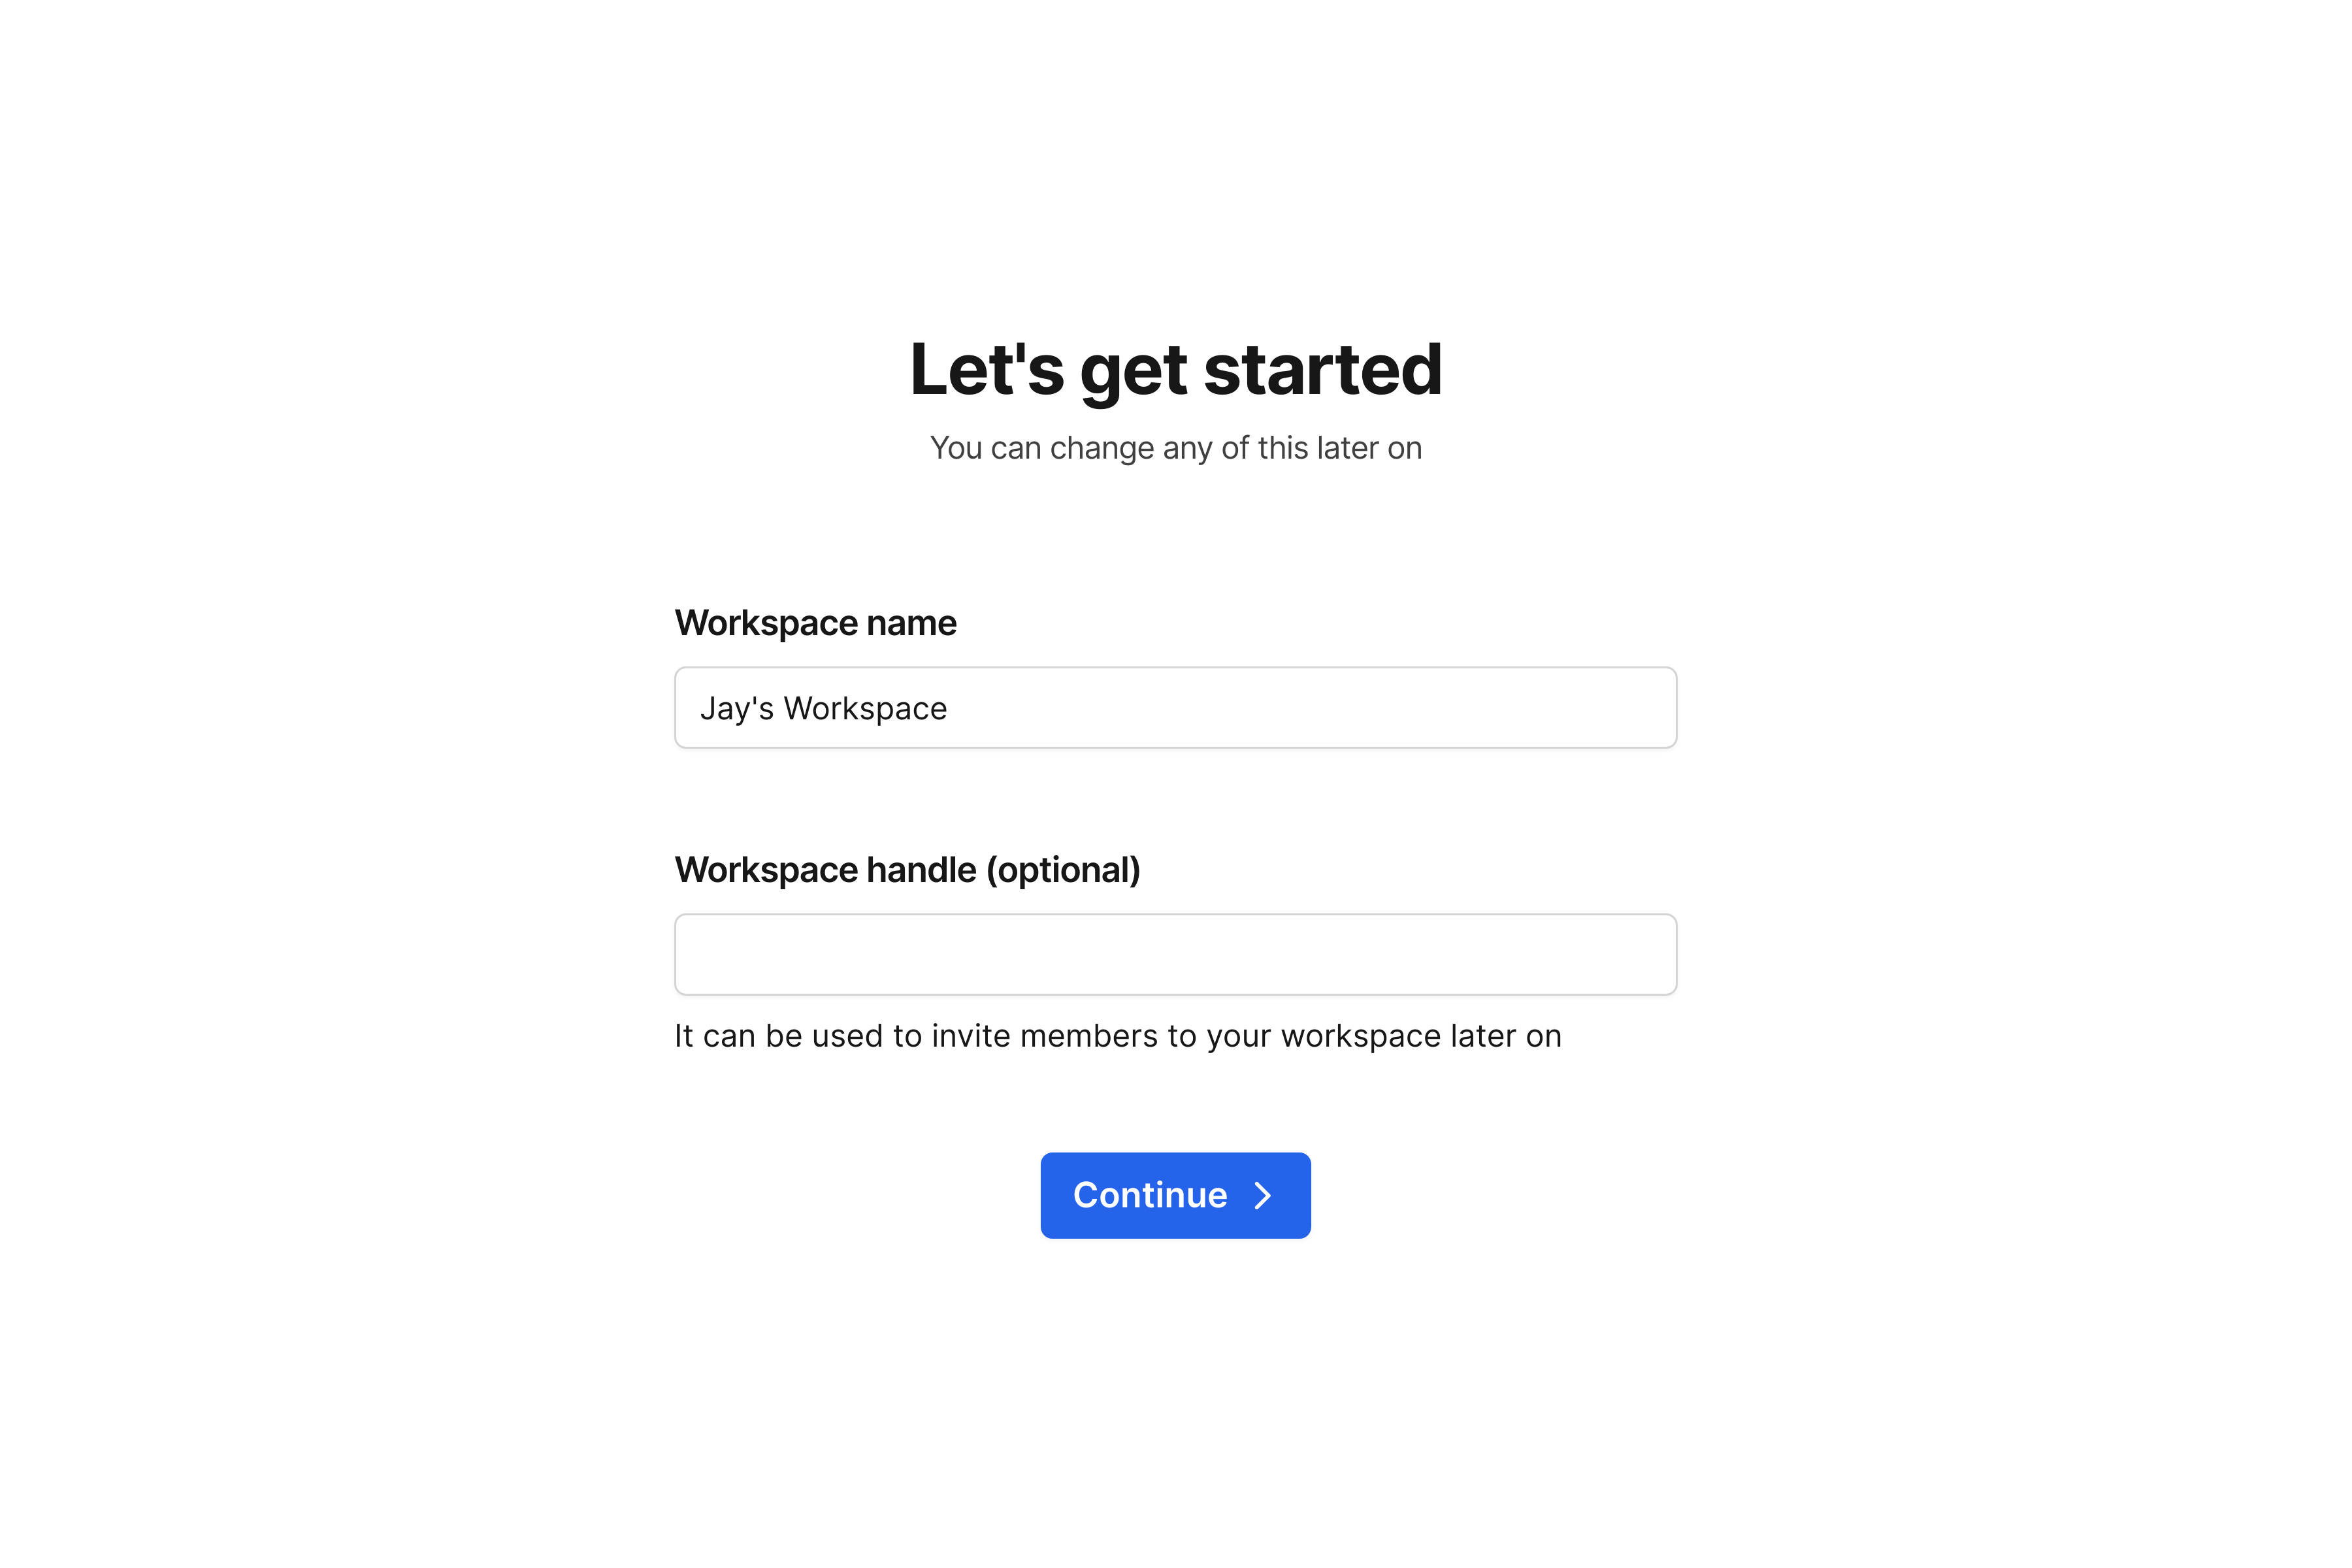 Let's get started
You can change any of this later on
Workspace name
Jay's Workspace
Workspace handle (optional)
It can be used to invite members to your workspace later on
Continue